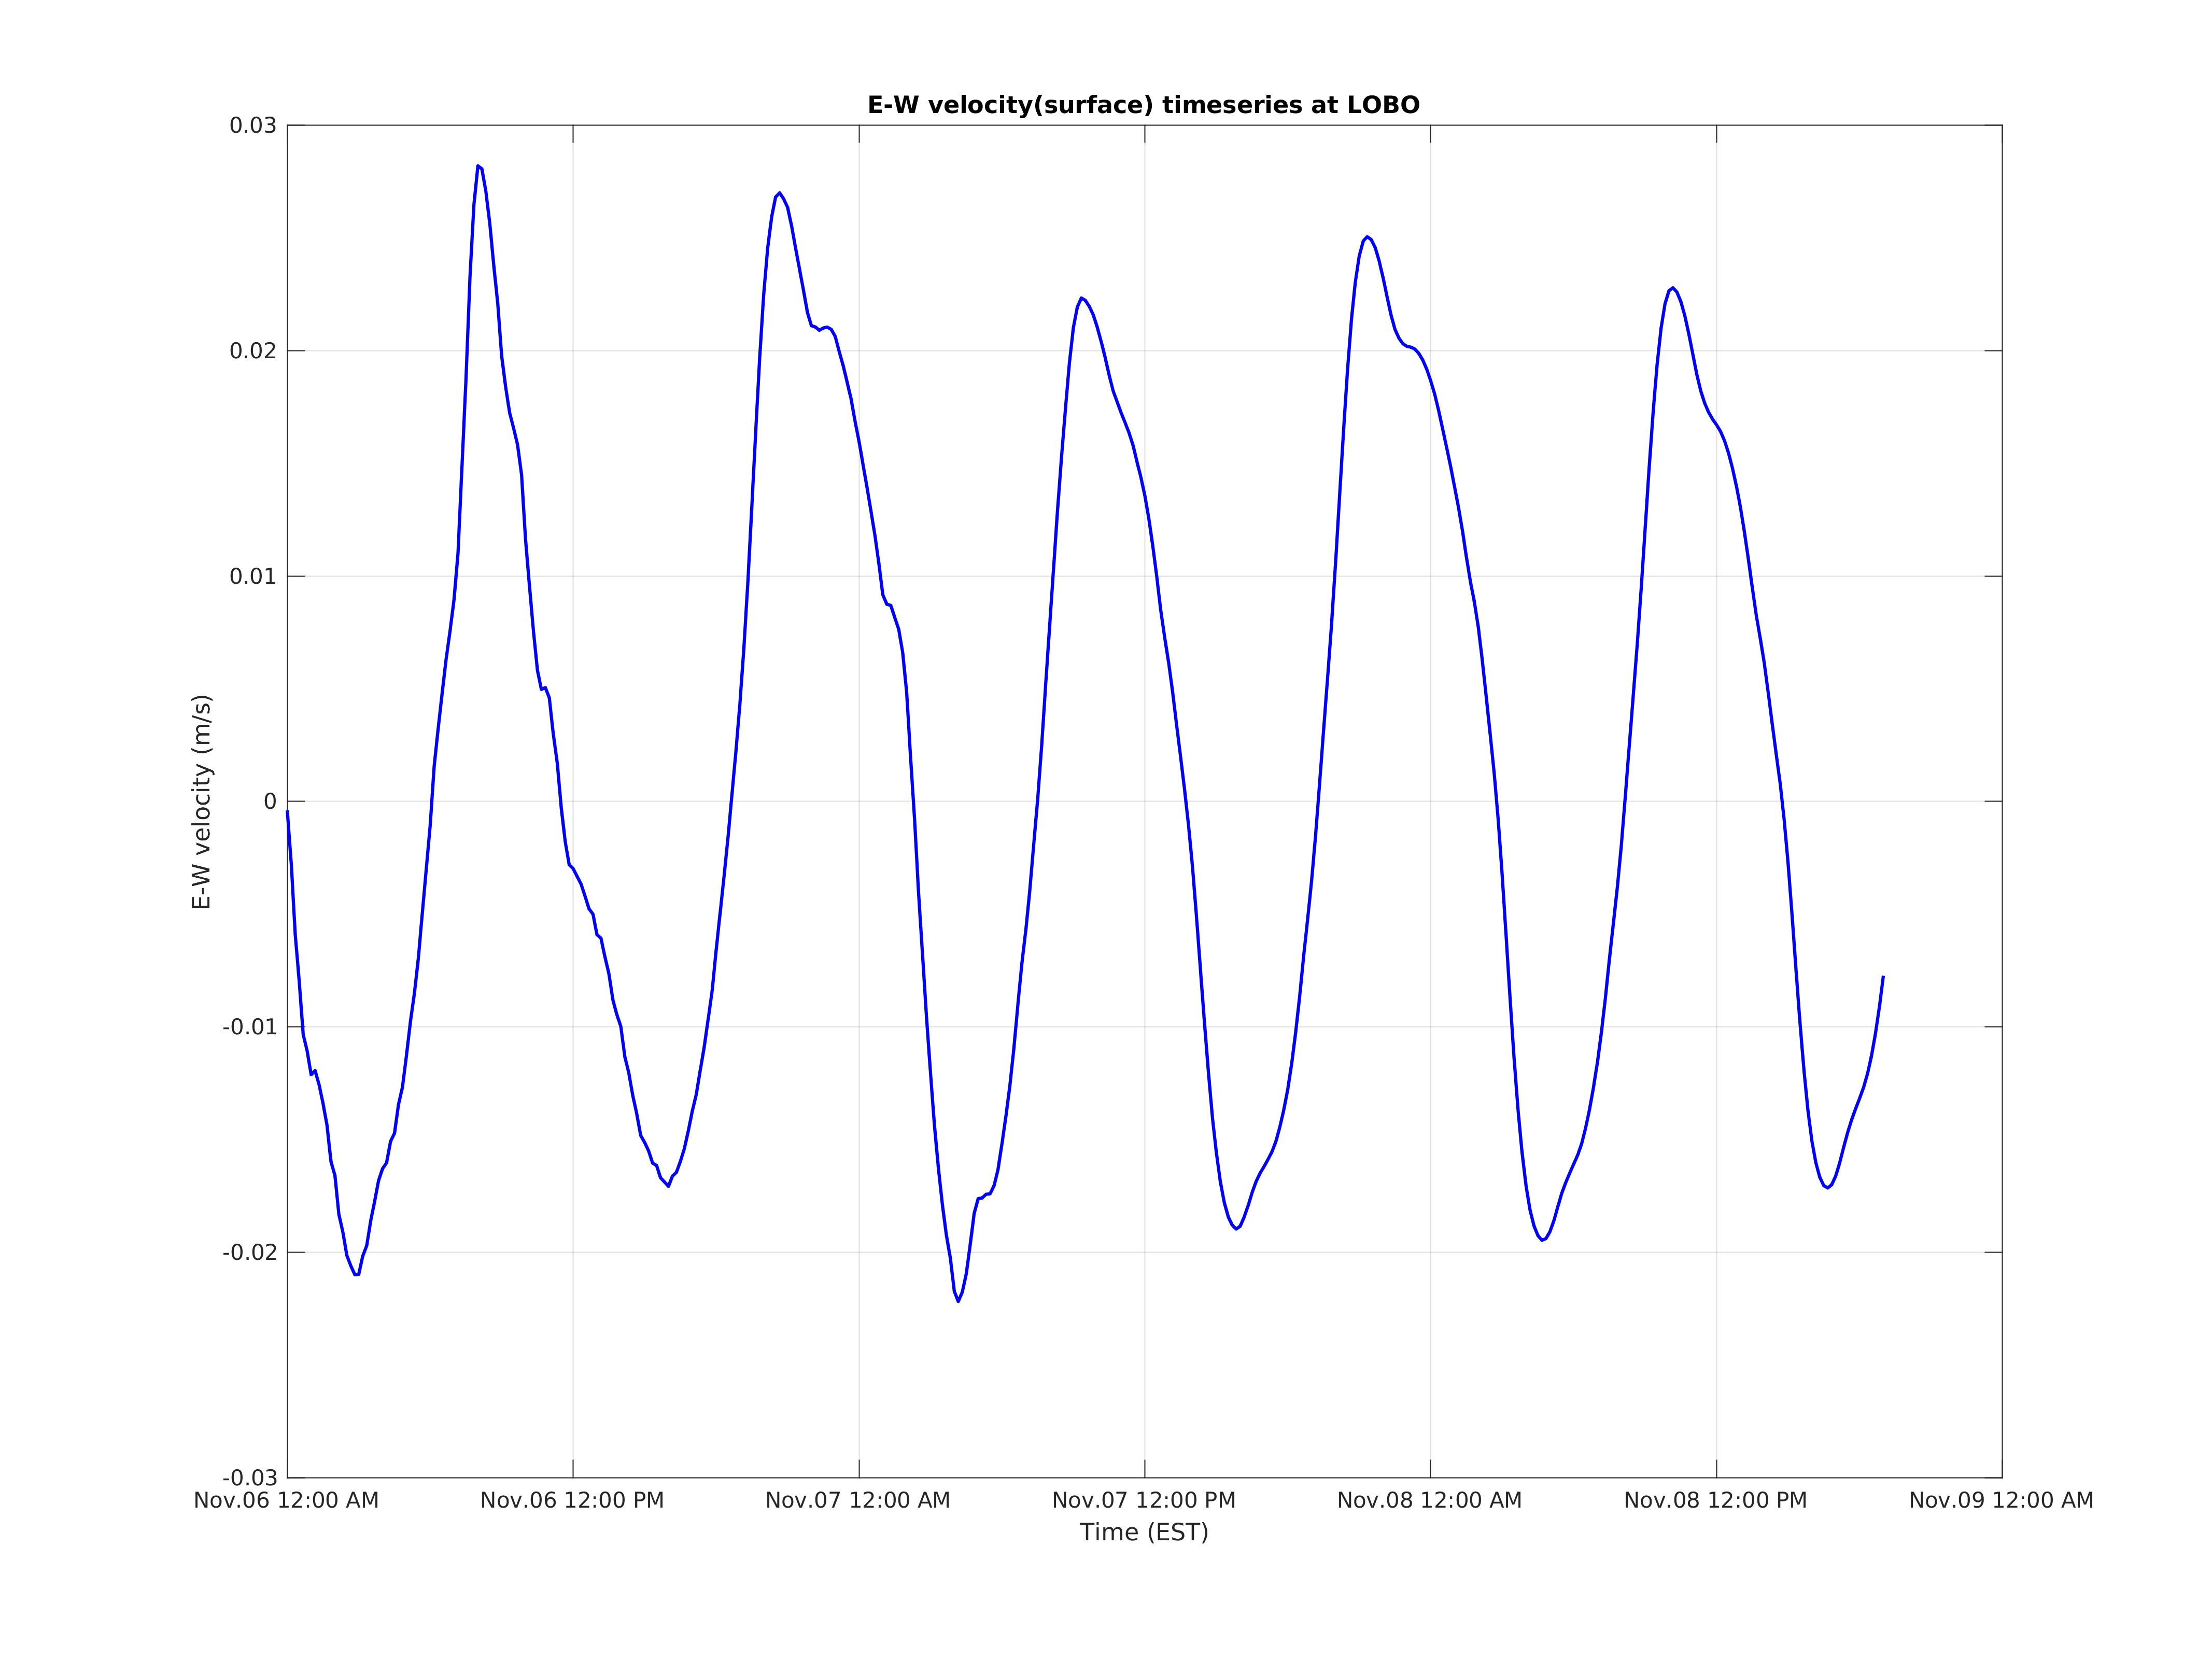 E-W velocity(surface) timeseries at LOBO
0.03
0.02
0.01
0
-0.01
-0.02
-0.03
E-W velocity (m/s)
Nov.06 12:00 AM
Nov.06 12:00 PM
Nov.07 12:00 AM
Nov.07 12:00 PM
Nov.08 12:00 AM
Nov.08 12:00 PM
Nov.09 12:00 AM
Time (EST)